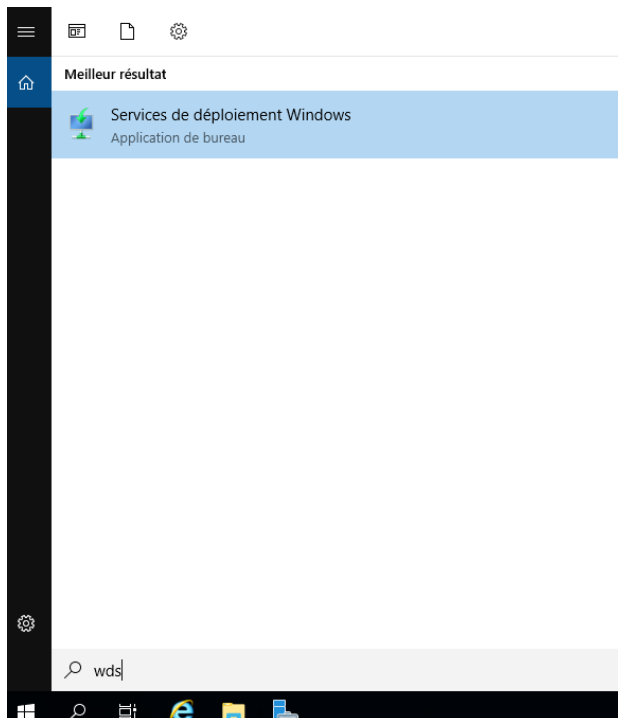 Meilleur résultat
Services de déploiement Windows
Application de bureau
wds